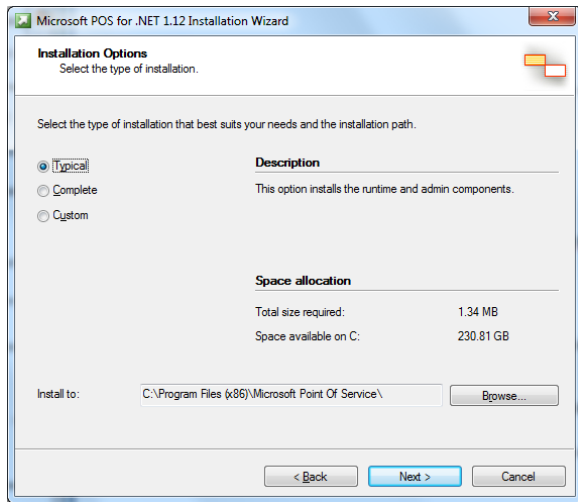 Microsoft POS for .NET 1.12 Installation Wizard
Installation Options
Select the type of installation.
Select the type of installation that best suits your needs and the installation path.
Typical
Description
Complete
This option installs the runtime and admin components.
Custom
Space allocation
Total size required: 1.34 MB
Space available on C: 230.81 GB
Install to: C:\Program Files (x86)\Microsoft Point Of Service\ Browse...
< Back Next > Cancel